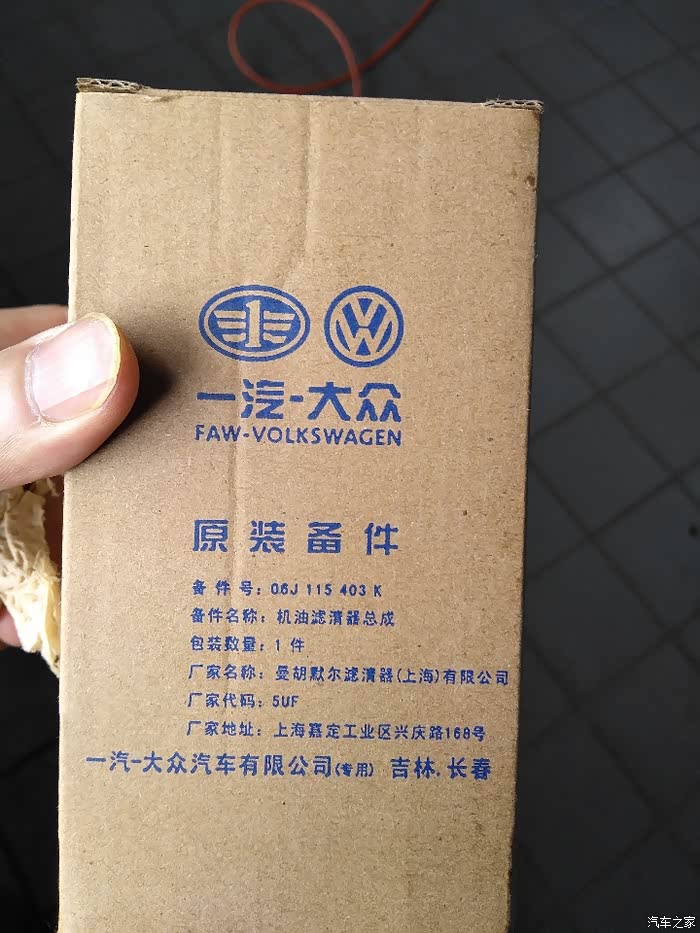 一汽-大众
FAW-VOLKSWAGEN
原装备件
备件号: 06J 115 403 K
备件名称: 机油滤清器总成
包装数量: 1 件
厂家名称: 曼胡默尔滤清器(上海)有限公司
厂家代码: 5UF
厂家地址: 上海嘉定工业区兴庆路168号
一汽-大众汽车有限公司(专用) 吉林.长春
汽车之家